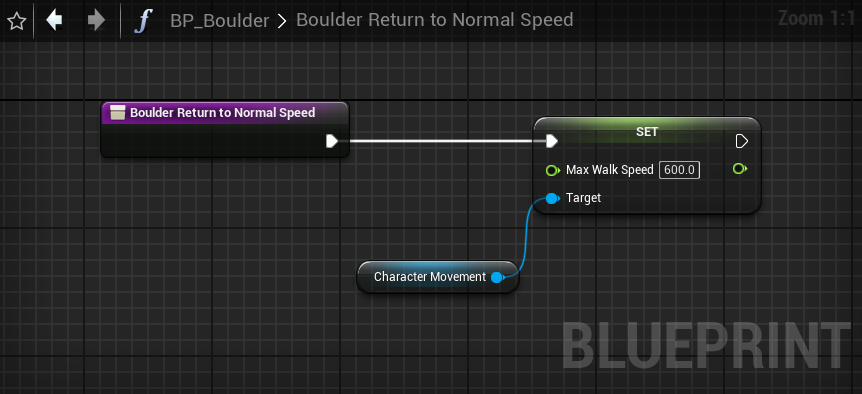 f BP_Boulder > Boulder Return to Normal Speed
Zoom 1:1
Boulder Return to Normal Speed
SET
Max Walk Speed 600.0
Target
Character Movement
BLUEPRINT